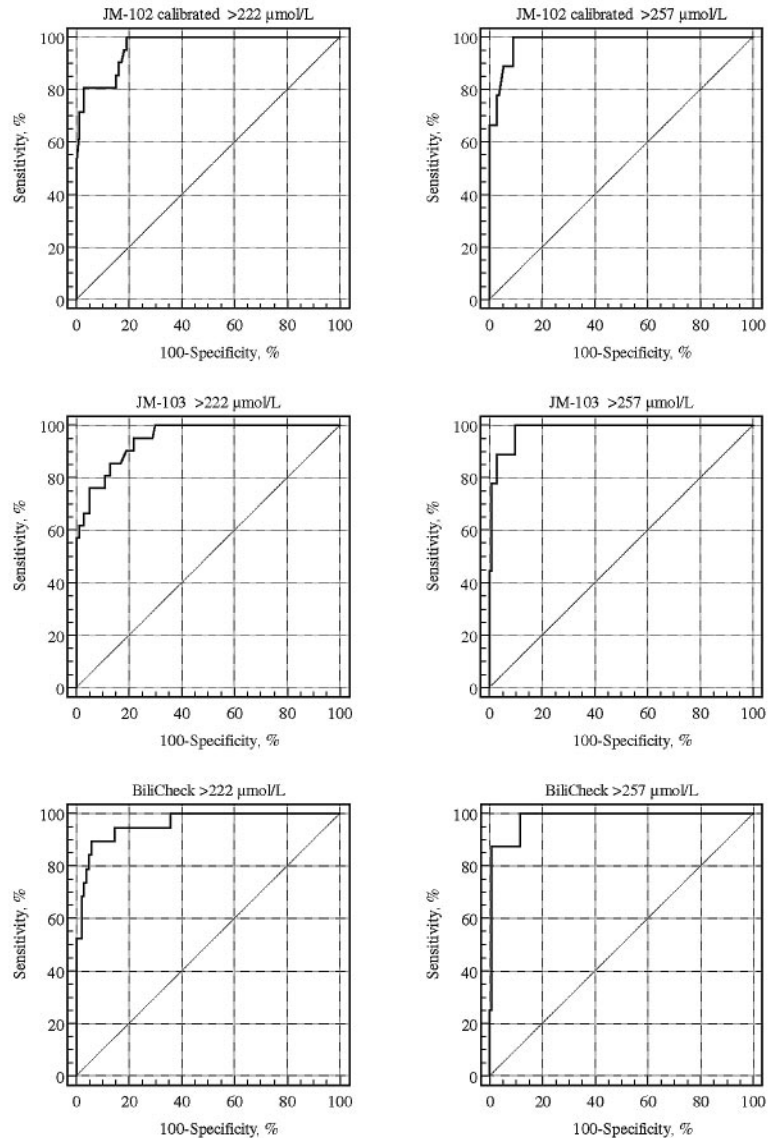 JM-102 calibrated >222 µmol/L
100
80
60
40
20
0
Sensitivity, %
0 20 40 60 80 100
100-Specificity, %
JM-102 calibrated >257 µmol/L
100
80
60
40
20
0
Sensitivity, %
0 20 40 60 80 100
100-Specificity, %
JM-103 >222 µmol/L
100
80
60
40
20
0
Sensitivity, %
0 20 40 60 80 100
100-Specificity, %
JM-103 >257 µmol/L
100
80
60
40
20
0
Sensitivity, %
0 20 40 60 80 100
100-Specificity, %
BiliCheck >222 µmol/L
100
80
60
40
20
0
Sensitivity, %
0 20 40 60 80 100
100-Specificity, %
BiliCheck >257 µmol/L
100
80
60
40
20
0
Sensitivity, %
0 20 40 60 80 100
100-Specificity, %